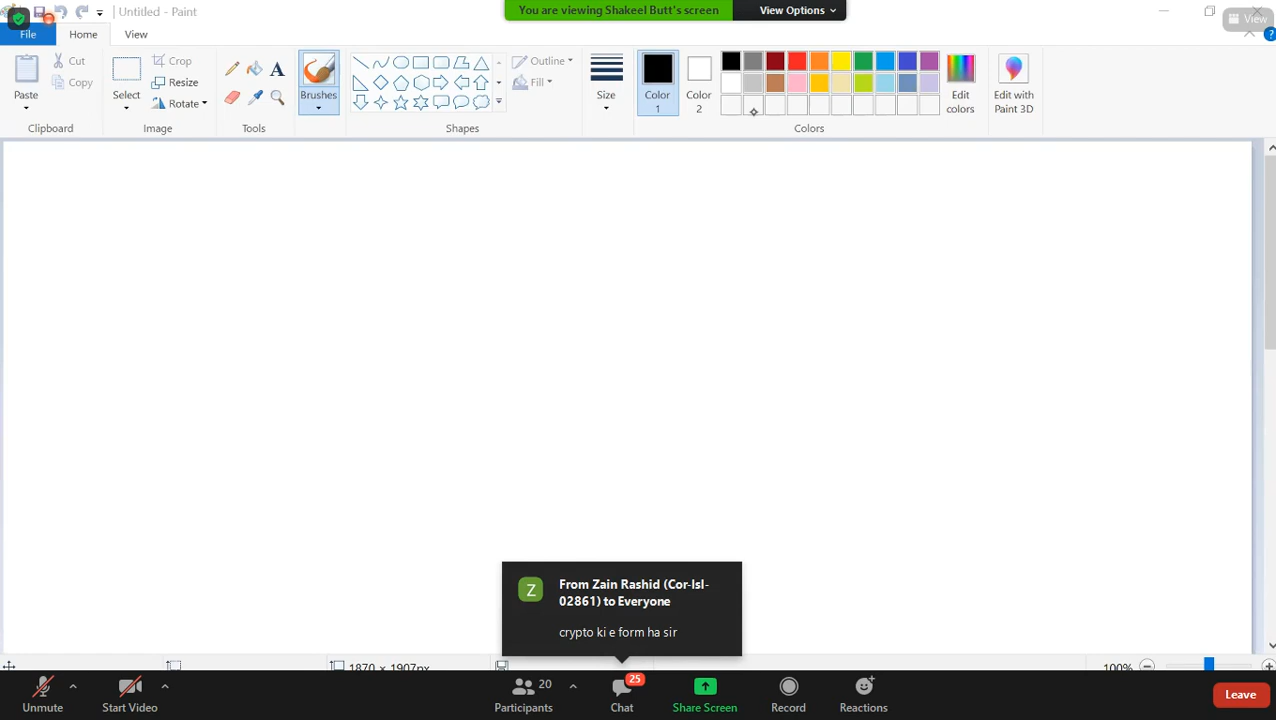 Untitled - Paint
You are viewing Shakeel Butt's screen
View Options
View
File
Home
View
Paste
Cut
Copy
Clipboard
Select
Crop
Resize
Rotate
Image
A
Tools
Brushes
Outline
Fill
Shapes
Size
Color
1
Color
2
Edit
colors
Colors
Edit with
Paint 3D
?
Z
From Zain Rashid (Cor-Isl-
02861) to Everyone
crypto ki e form ha sir
1870 × 1907px
100%
Unmute
Start Video
20
Participants
25
Chat
Share Screen
Record
Reactions
Leave